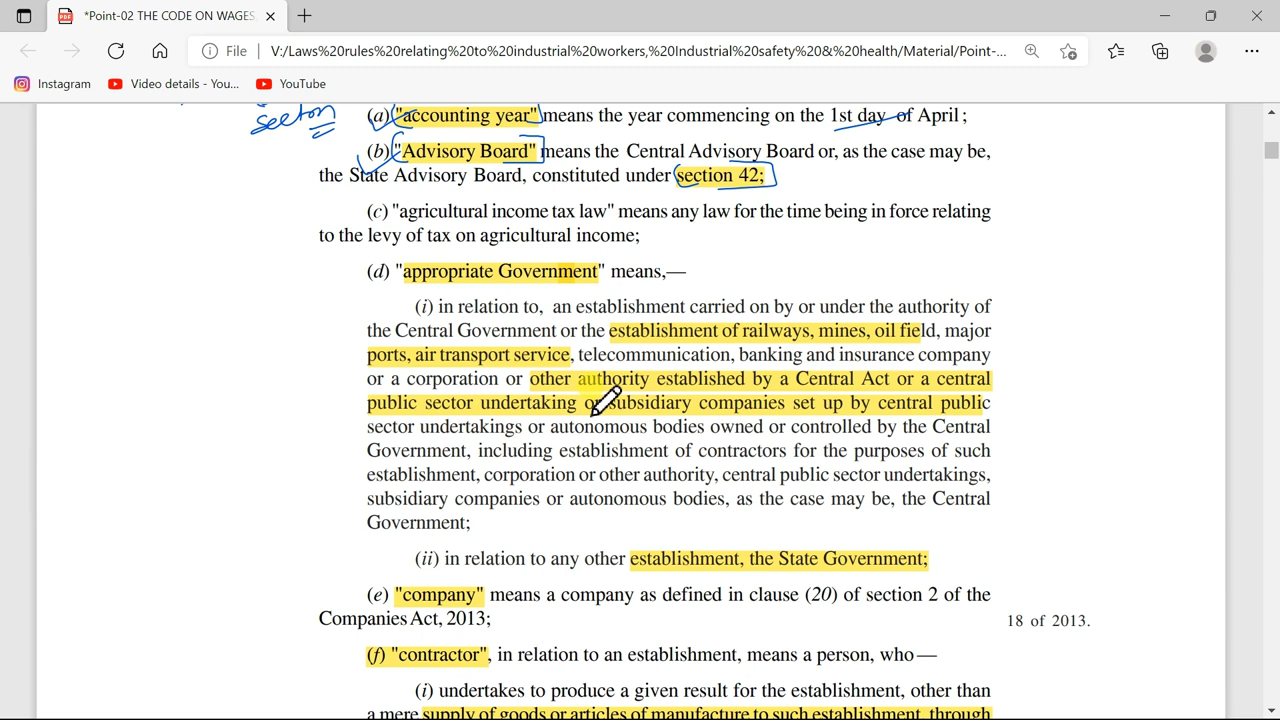 *Point-02 THE CODE ON WAGES.
File
V:/Laws%20rules%20relating%20to%20industrial%20workers,%20Industrial%20safety%20&%20health/Material/Point-...
Instagram
Video details - You...
YouTube
section
(a) "accounting year" means the year commencing on the 1st day of April;
(b) "Advisory Board" means the Central Advisory Board or, as the case may be,
the State Advisory Board, constituted under section 42;
(c) "agricultural income tax law" means any law for the time being in force relating
to the levy of tax on agricultural income;
(d) "appropriate Government" means,—
(i) in relation to, an establishment carried on by or under the authority of
the Central Government or the establishment of railways, mines, oil field, major
ports, air transport service, telecommunication, banking and insurance company
or a corporation or other authority established by a Central Act or a central
public sector undertaking or subsidiary companies set up by central public
sector undertakings or autonomous bodies owned or controlled by the Central
Government, including establishment of contractors for the purposes of such
establishment, corporation or other authority, central public sector undertakings,
subsidiary companies or autonomous bodies, as the case may be, the Central
Government;
(ii) in relation to any other establishment, the State Government;
(e) "company" means a company as defined in clause (20) of section 2 of the
Companies Act, 2013;
18 of 2013.
(f) "contractor", in relation to an establishment, means a person, who—
(i) undertakes to produce a given result for the establishment, other than
a mere supply of goods or articles of manufacture to such establishment, through